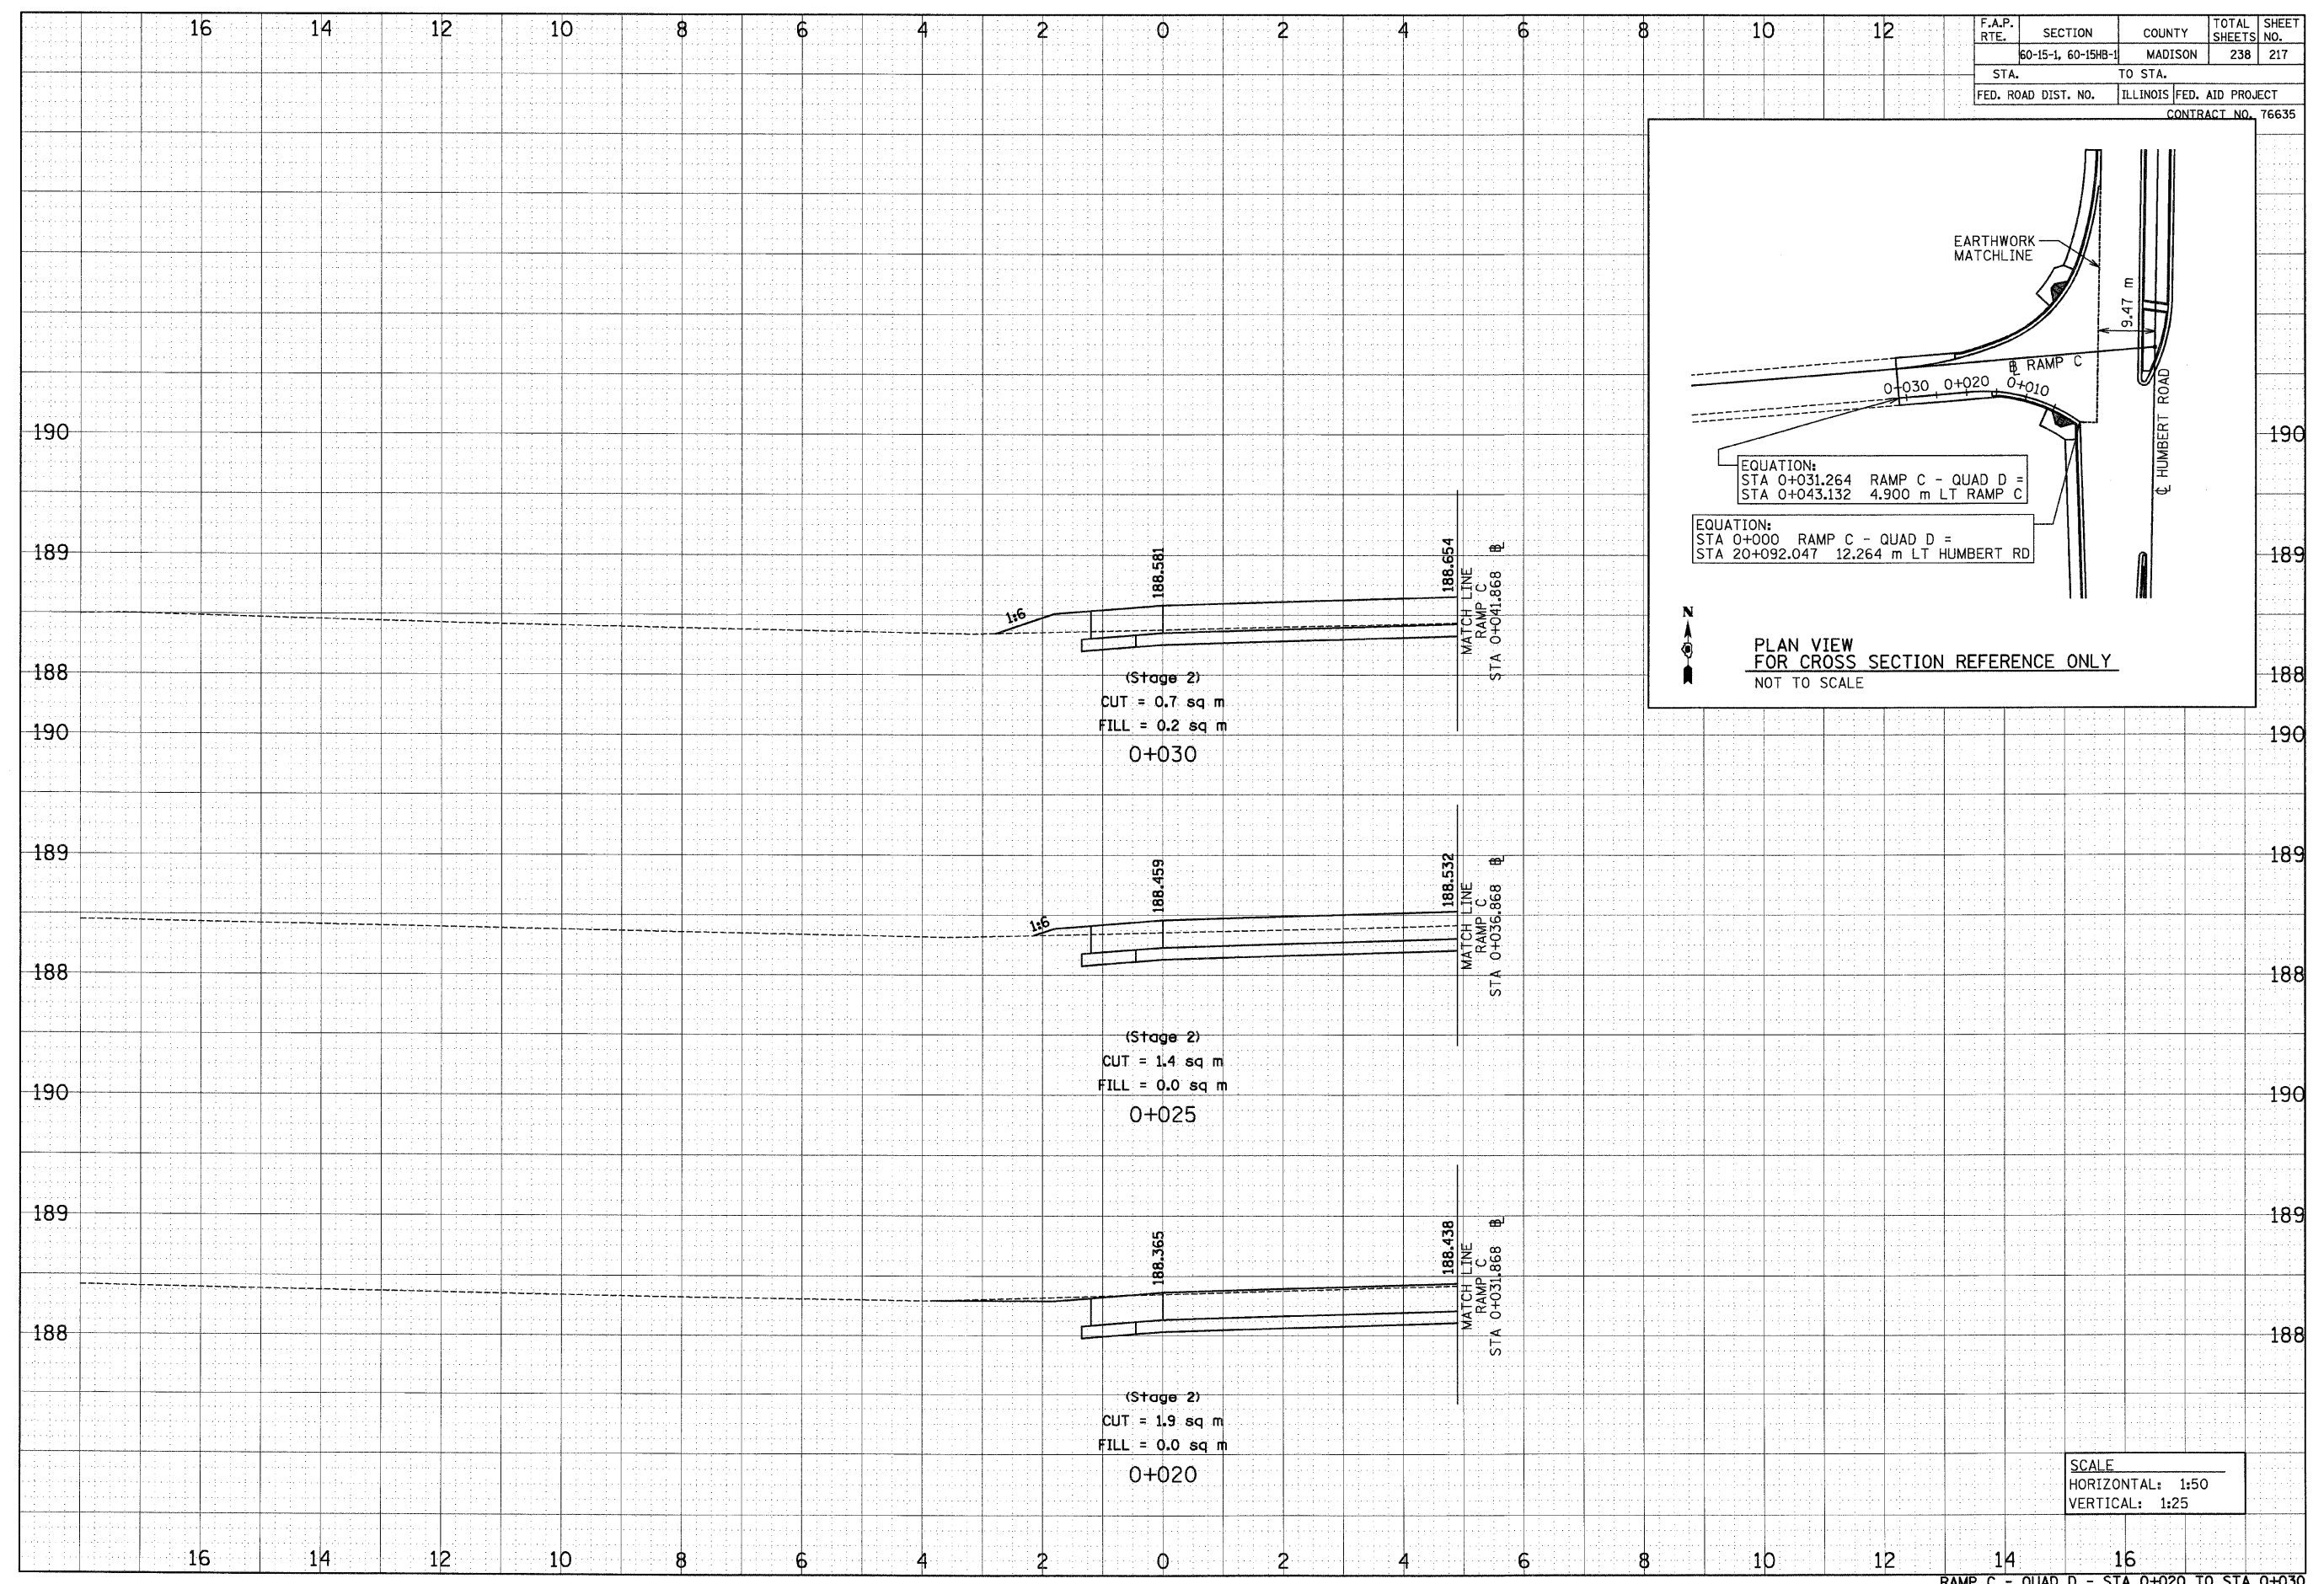 16 14 12 10 8 6 4 2 0 2 4 6 8 10 12
F.A.P. RTE. SECTION COUNTY TOTAL SHEETS SHEET NO.
60-15-1, 60-15HB-1 MADISON 238 217
STA. TO STA.
FED. ROAD DIST. NO. ILLINOIS FED. AID PROJECT
CONTRACT NO. 76635
EARTHWORK
MATCHLINE
9.47 m
℄ HUMBERT ROAD
RAMP C
0+030 0+020 0+010
EQUATION:
STA 0+031.264 RAMP C - QUAD D =
STA 0+043.132 4.900 m LT RAMP C
EQUATION:
STA 0+000 RAMP C - QUAD D =
STA 20+092.047 12.264 m LT HUMBERT RD
N
PLAN VIEW
FOR CROSS SECTION REFERENCE ONLY
NOT TO SCALE
190 190
189 189
188 188
1:6
188.581
188.654
MATCH LINE
RAMP C
STA 0+041.868 ℄
(Stage 2)
CUT = 0.7 sq m
FILL = 0.2 sq m
0+030
190 190
189 189
188 188
1:6
188.459
188.532
MATCH LINE
RAMP C
STA 0+036.868 ℄
(Stage 2)
CUT = 1.4 sq m
FILL = 0.0 sq m
0+025
190 190
189 189
188 188
188.365
188.438
MATCH LINE
RAMP C
STA 0+031.868 ℄
(Stage 2)
CUT = 1.9 sq m
FILL = 0.0 sq m
0+020
SCALE
HORIZONTAL: 1:50
VERTICAL: 1:25
16 14 12 10 8 6 4 2 0 2 4 6 8 10 12 14 16
RAMP C - QUAD D - STA 0+020 TO STA 0+030